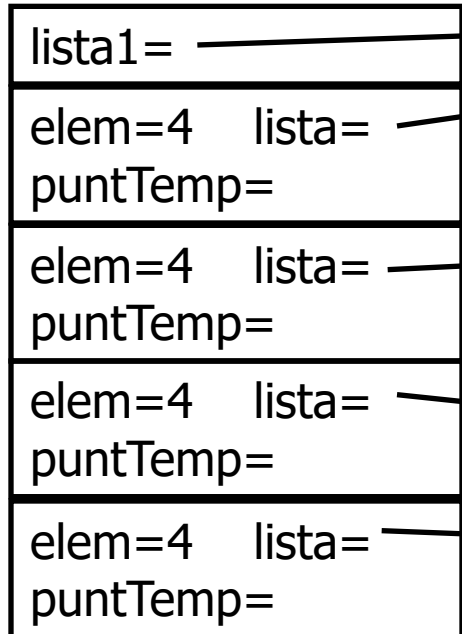 lista1=
elem=4 lista=
puntTemp=
elem=4 lista=
puntTemp=
elem=4 lista=
puntTemp=
elem=4 lista=
puntTemp=